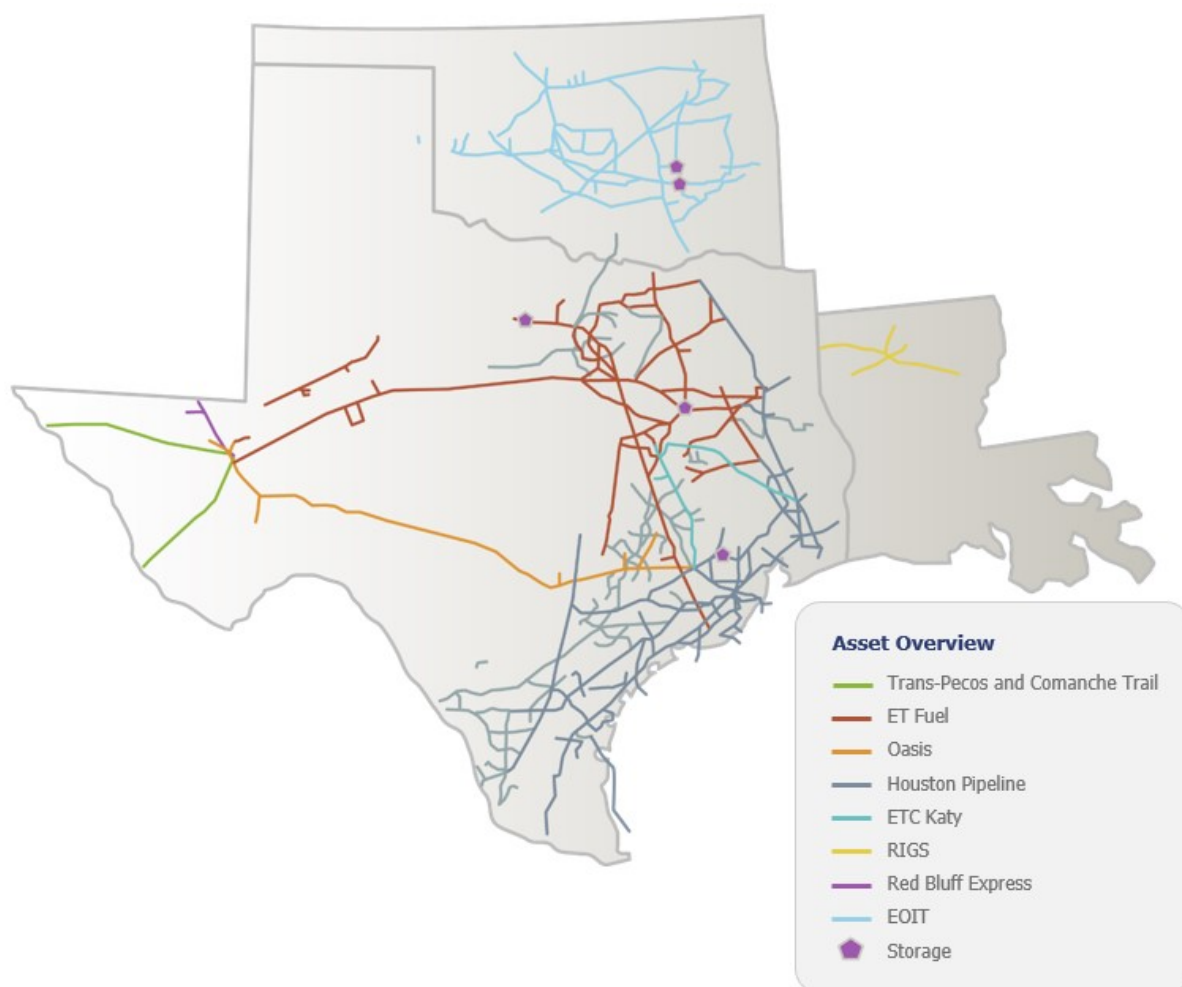 Asset Overview
Trans-Pecos and Comanche Trail
ET Fuel
Oasis
Houston Pipeline
ETC Katy
RIGS
Red Bluff Express
EOIT
Storage